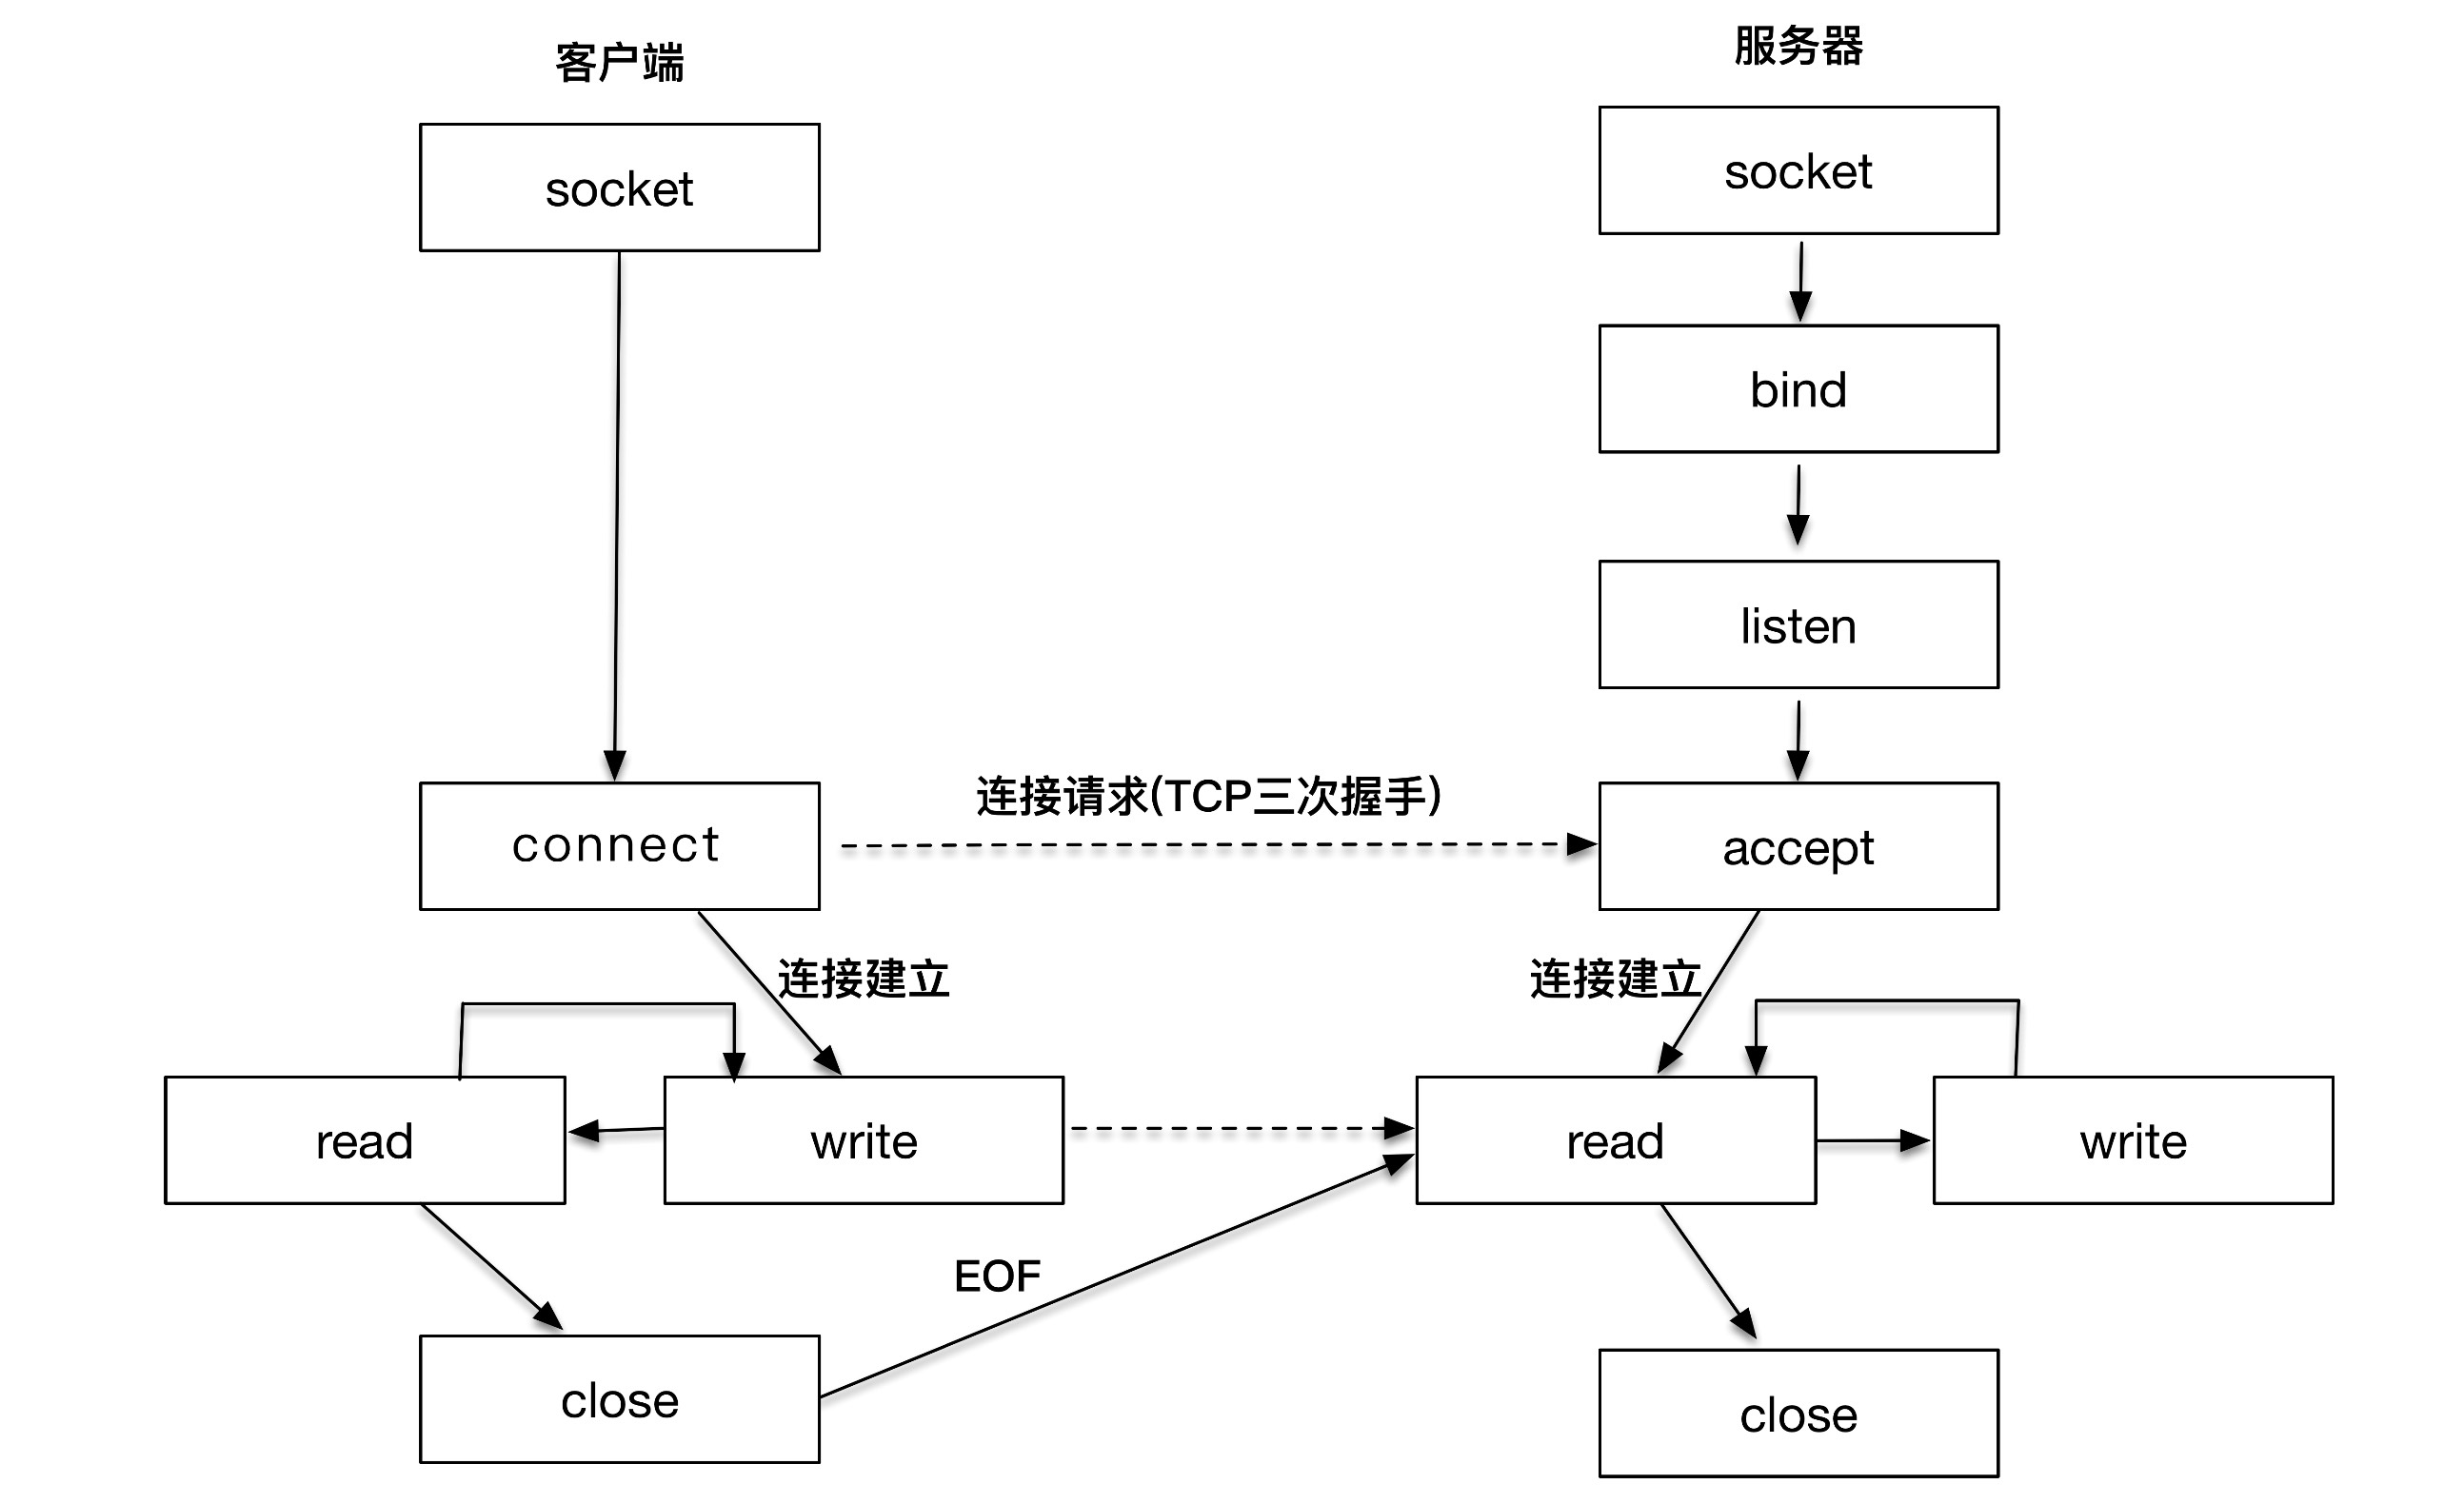 客户端
服务器
socket
socket
bind
listen
连接请求(TCP三次握手)
connect
accept
连接建立
连接建立
read
write
read
write
EOF
close
close